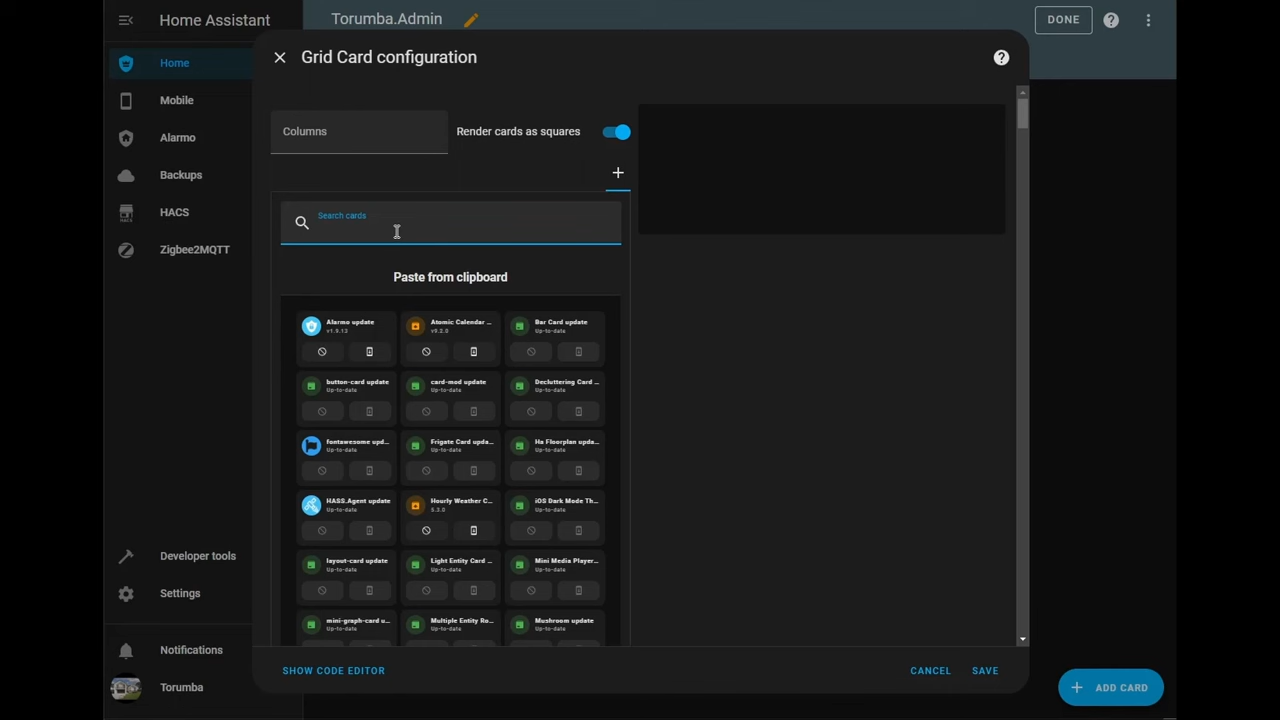 Home Assistant
Torumba.Admin
DONE
Home
Mobile
Alarmo
Backups
HACS
HACS
Zigbee2MQTT
Developer tools
Settings
Notifications
Torumba
Grid Card configuration
Columns
Render cards as squares
Search cards
Paste from clipboard
Alarmo update
v1.9.13
Atomic Calendar ...
v9.2.0
Bar Card update
Up-to-date
button-card update
Up-to-date
card-mod update
Up-to-date
Decluttering Card ...
Up-to-date
fontawesome upd...
Up-to-date
Frigate Card upda...
Up-to-date
Ha Floorplan upda...
Up-to-date
HASS.Agent update
Up-to-date
Hourly Weather C...
5.3.0
iOS Dark Mode Th...
Up-to-date
layout-card update
Up-to-date
Light Entity Card ...
Up-to-date
Mini Media Player...
Up-to-date
mini-graph-card u...
Up-to-date
Multiple Entity Ro...
Up-to-date
Mushroom update
Up-to-date
SHOW CODE EDITOR
CANCEL
SAVE
ADD CARD